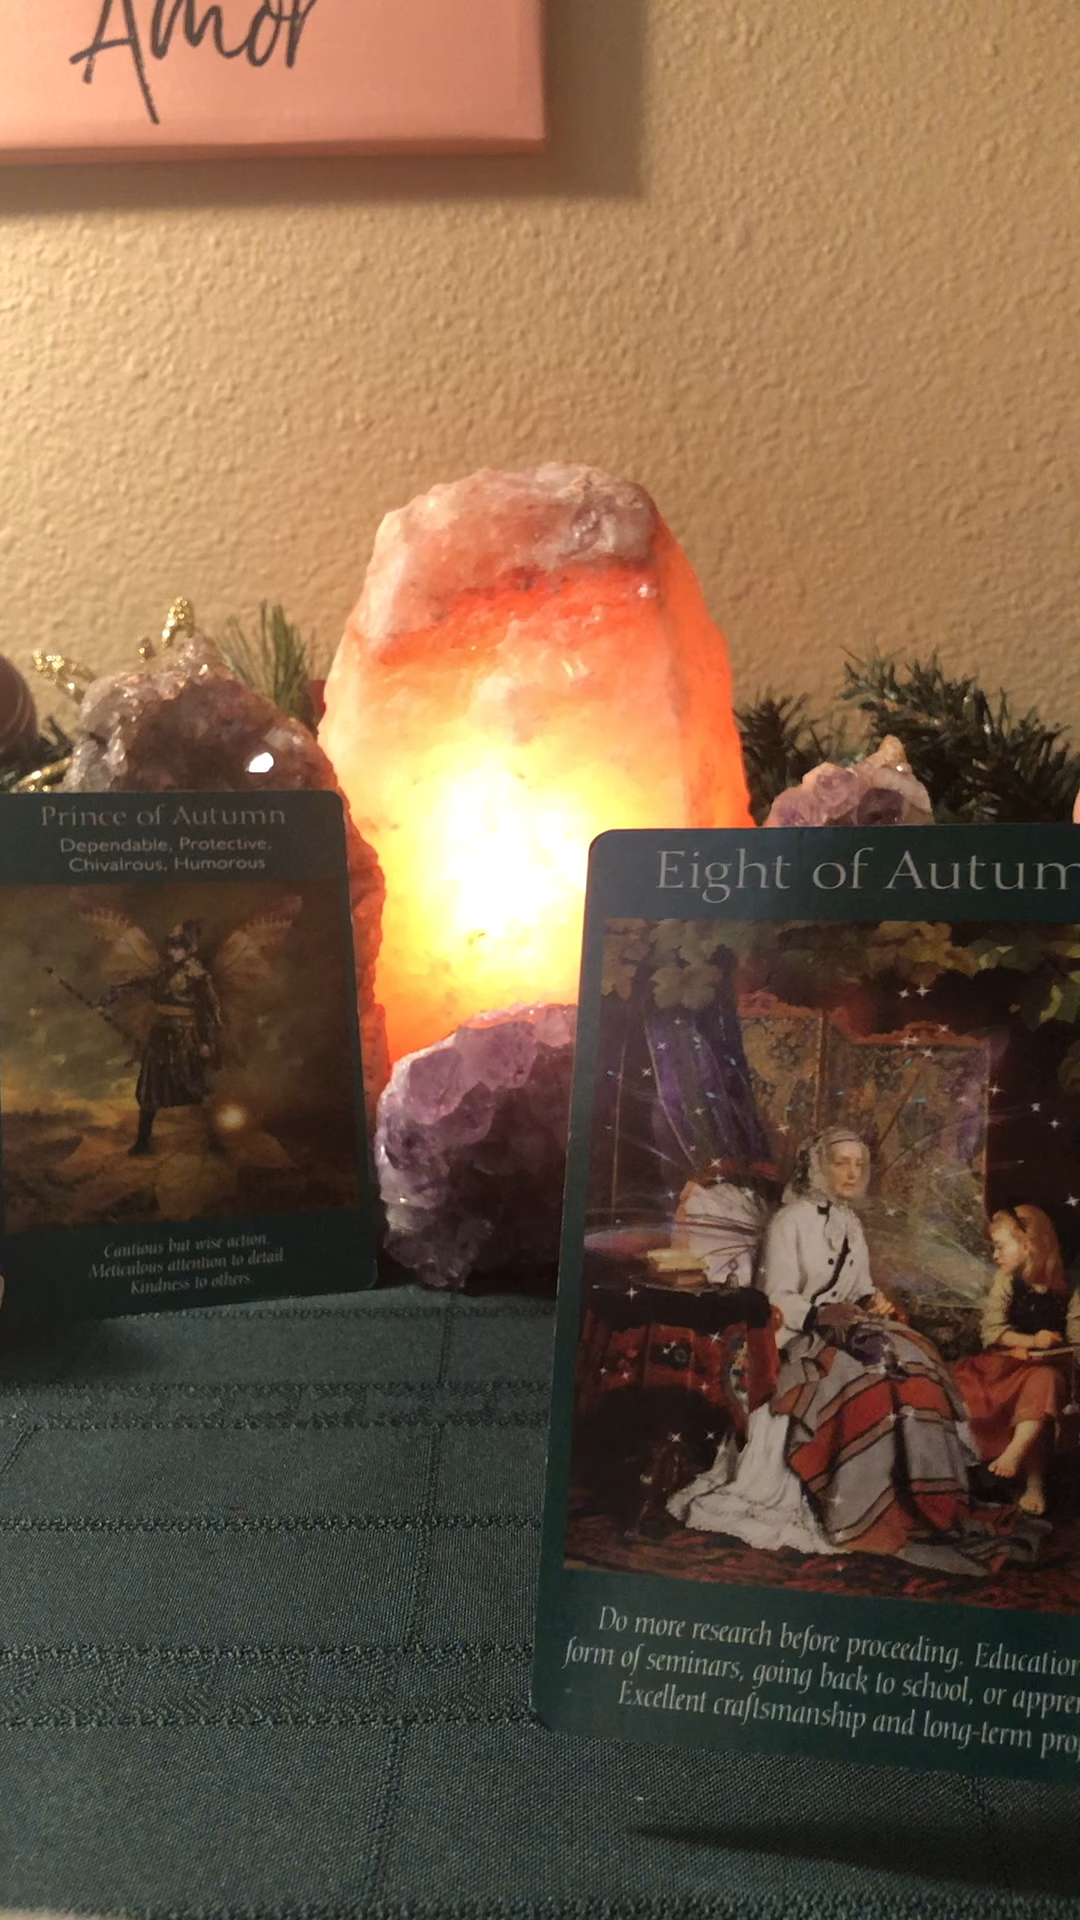 Amor
Prince of Autumn
Dependable, Protective,
Chivalrous, Humorous
Cautious but wise action.
Meticulous attention to detail.
Kindness to others.
Eight of Autum
Do more research before proceeding. Education
form of seminars, going back to school, or appren
Excellent craftsmanship and long-term proj